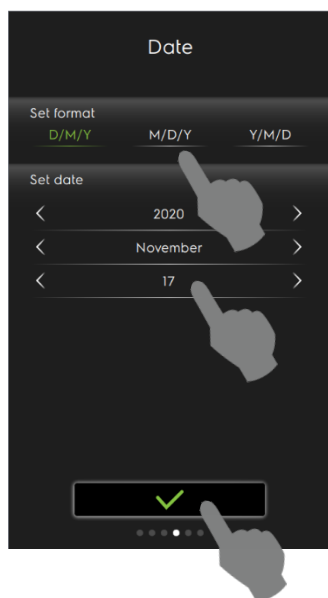 Date
Set format
D/M/Y M/D/Y Y/M/D
Set date
2020
November
17